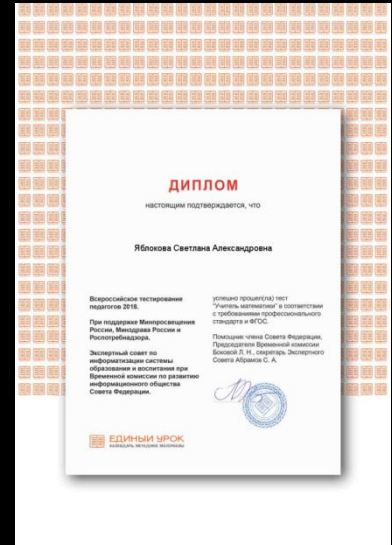 ДИПЛОМ
настоящим подтверждается, что
Яблокова Светлана Александровна
Всероссийское тестирование
педагогов 2018.
При поддержке Минпросвещения
России, Минздрава России и
Роспотребнадзора.
Экспертный совет по
информатизации системы
образования и воспитания при
Временной комиссии по развитию
информационного общества
Совета Федерации.
успешно прошел(ла) тест
"Учитель математики" в соответствии
с требованиями профессионального
стандарта и ФГОС.
Помощник члена Совета Федерации,
Председателя Временной комиссии
Боковой Л. Н., секретарь Экспертного
Совета Абрамов С. А.
ЕДИНЫЙ УРОК